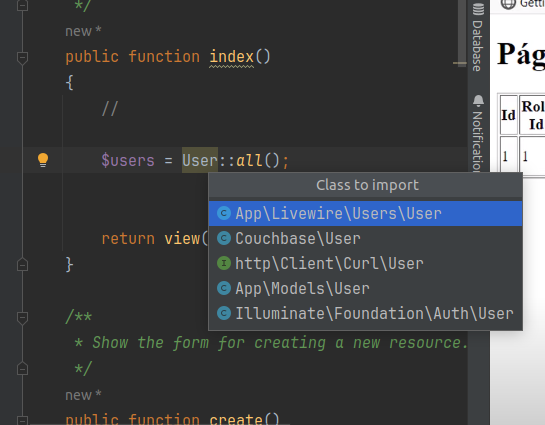 */
new *
public function index()
{
//
$users = User::all();
Class to import
App\Livewire\Users\User
Couchbase\User
http\Client\Curl\User
App\Models\User
Illuminate\Foundation\Auth\User
return view(
}
/**
* Show the form for creating a new resource.
*/
new *
public function create()
Database
Notification
Getti
Pág
Id
Rol
Id
1
1